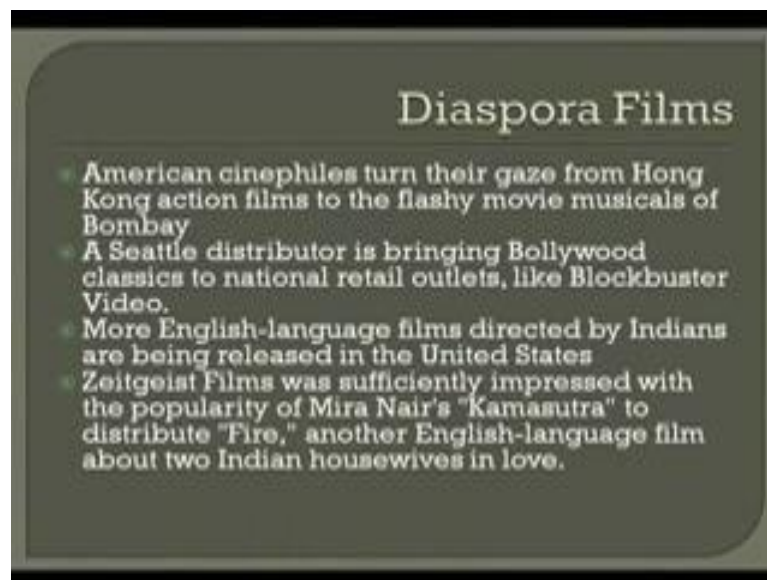 Diaspora Films
American cinephiles turn their gaze from Hong
Kong action films to the flashy movie musicals of
Bombay
A Seattle distributor is bringing Bollywood
classics to national retail outlets, like Blockbuster
Video.
More English-language films directed by Indians
are being released in the United States
Zeitgeist Films was sufficiently impressed with
the popularity of Mira Nair's "Kamasutra" to
distribute "Fire," another English-language film
about two Indian housewives in love.